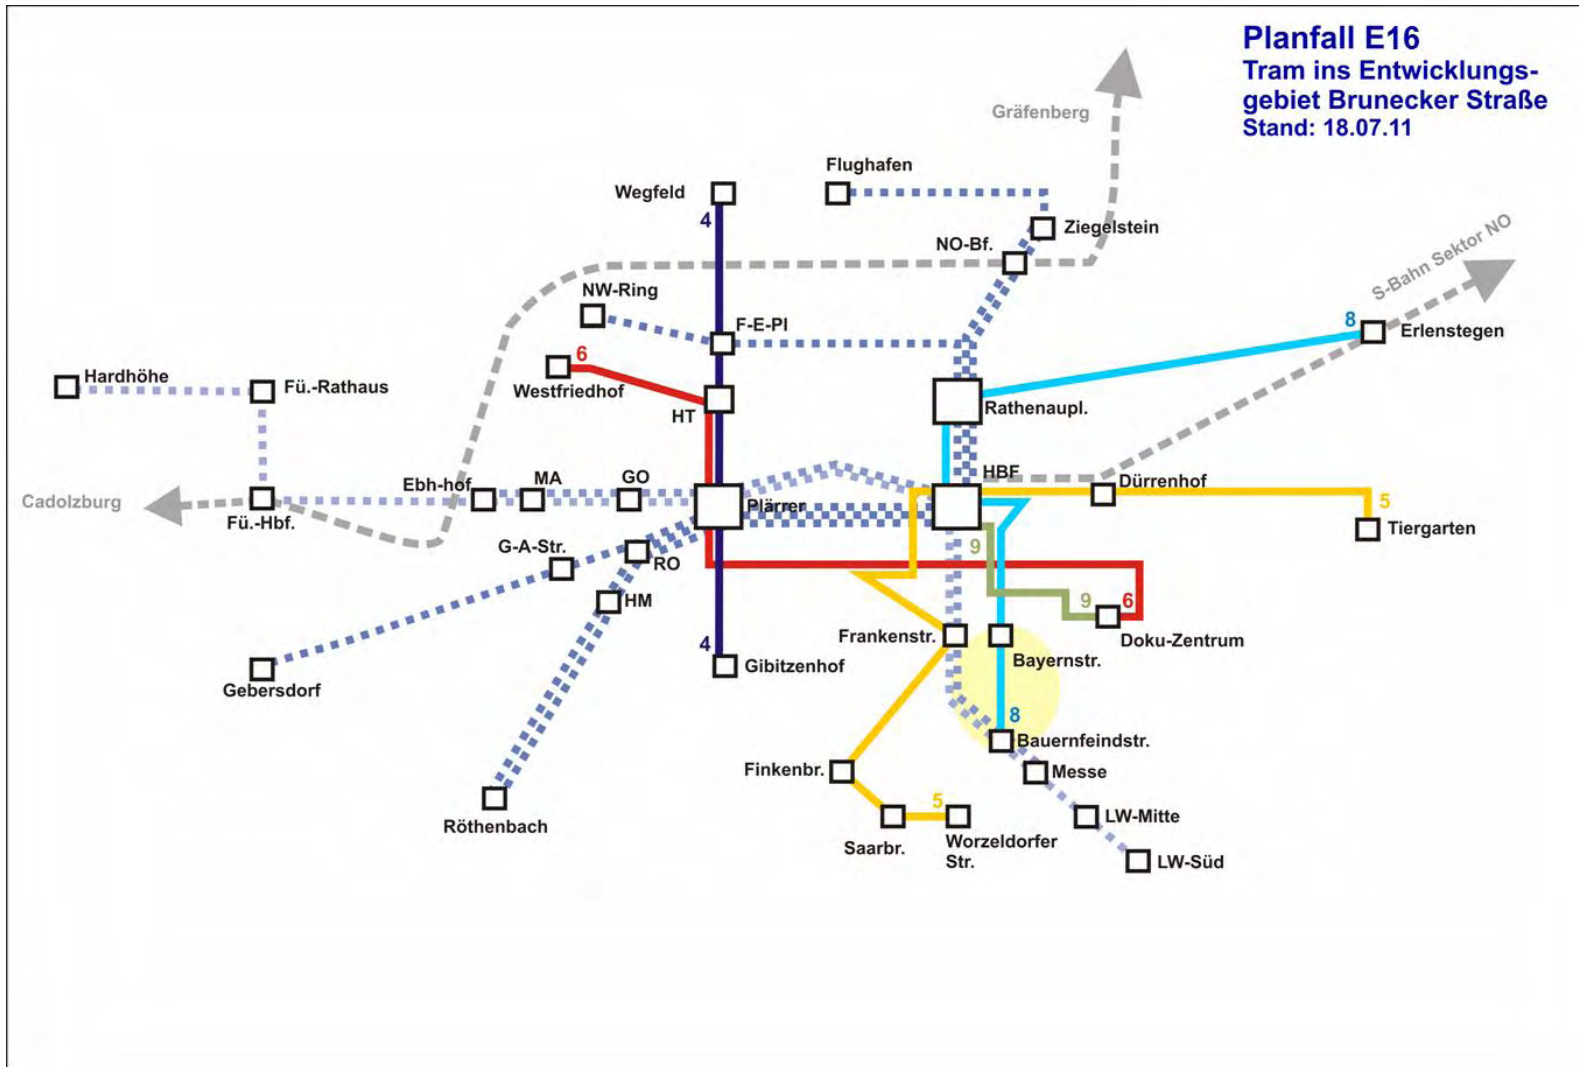 Planfall E16
Tram ins Entwicklungs-
gebiet Brunecker Straße
Stand: 18.07.11
Gräfenberg
Flughafen
Wegfeld
4
Ziegelstein
NO-Bf.
S-Bahn Sektor NO
NW-Ring
F-E-Pl
8
Erlenstegen
6
Westfriedhof
Hardhöhe
Fü.-Rathaus
HT
Rathenaupl.
HBF
Dürrenhof
Ebh-hof
MA
GO
Plärrer
5
Tiergarten
Cadolzburg
Fü.-Hbf.
G-A-Str.
RO
9
HM
9
6
Doku-Zentrum
Frankenstr.
Bayernstr.
4
Gibitzenhof
Gebersdorf
8
Bauernfeindstr.
Finkenbr.
Messe
Röthenbach
5
Saarbr.
Worzeldorfer
Str.
LW-Mitte
LW-Süd